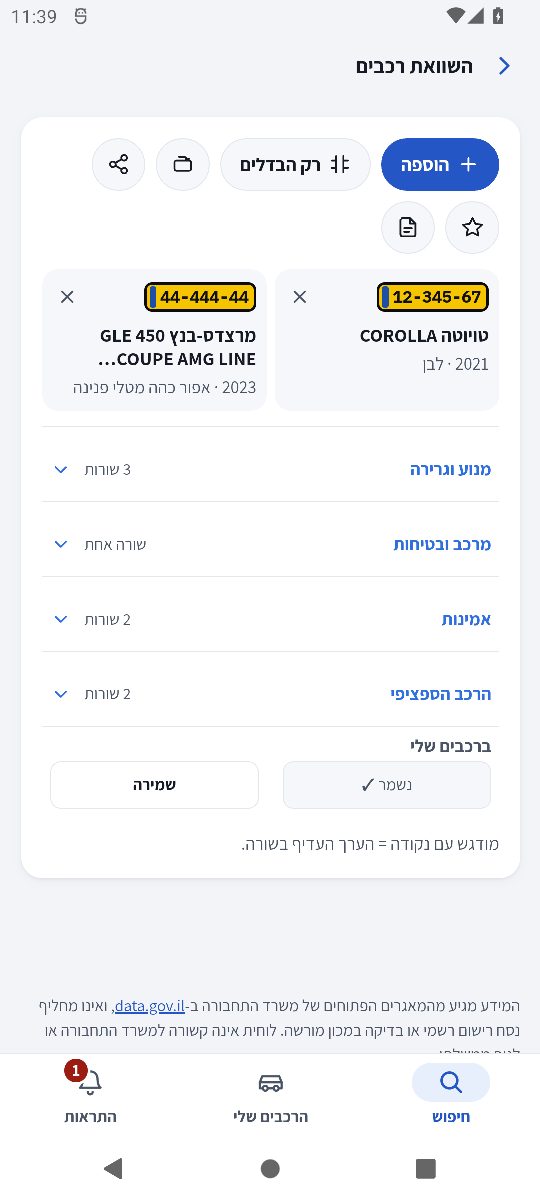 11:39
השוואת רכבים
הוספה
רק הבדלים
12-345-67
טויוטה COROLLA
2021 · לבן
44-444-44
מרצדס-בנץ GLE 450
COUPE AMG LINE…
2023 · אפור כהה מטלי פנינה
מנוע וגרירה
3 שורות
מרכב ובטיחות
שורה אחת
אמינות
2 שורות
הרכב הספציפי
2 שורות
ברכבים שלי
נשמר ✓
שמירה
מודגש עם נקודה = הערך העדיף בשורה.
המידע מגיע מהמאגרים הפתוחים של משרד התחבורה ב-data.gov.il, ואינו מחליף
נסח רישום רשמי או בדיקה במכון מורשה. לוחית אינה קשורה למשרד התחבורה או
חיפוש
הרכבים שלי
1
התראות